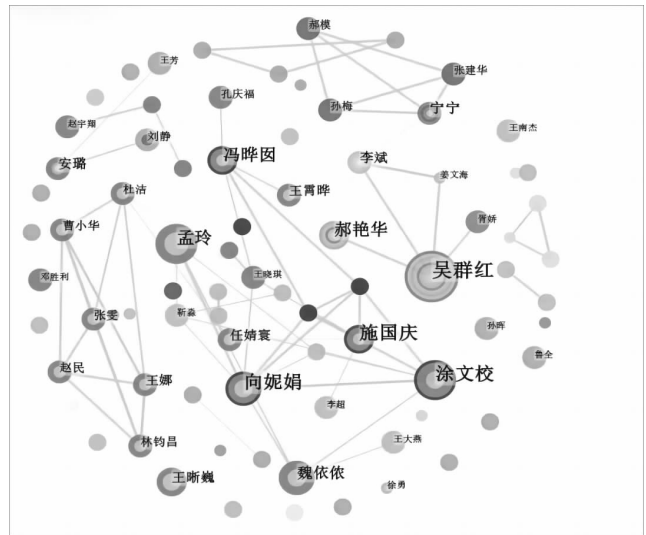 郝模
王芳
张建华
孔庆福
孙梅
宁宁
赵宇翔
刘静
王南杰
冯晔囡
李斌
安璐
姜文海
杜洁
王霄晔
曹小华
孟玲
郝艳华
胥娇
吴群红
邓胜利
王晓琪
张雯
靳淼
孙晖
任婧寰
施国庆
鲁全
赵民
王娜
向妮娟
涂文校
李超
林钧昌
王大燕
王晰巍
魏依侬
徐勇